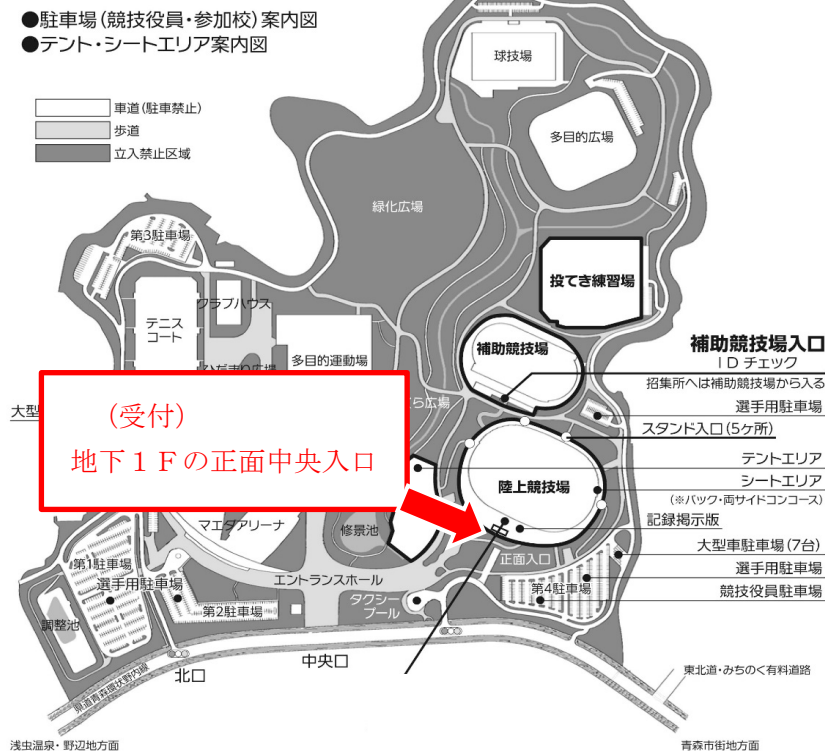 ●駐車場(競技役員・参加校)案内図
●テント・シートエリア案内図
車道(駐車禁止)
歩道
立入禁止区域
球技場
多目的広場
緑化広場
第3駐車場
クラブハウス
テニス
コート
多目的運動場
ひだまり広場
投てき練習場
補助競技場
補助競技場入口
IDチェック
招集所へは補助競技場から入る
選手用駐車場
スタンド入口(5ヶ所)
大型
(受付)
地下1Fの正面中央入口
ら広場
テントエリア
シートエリア
(※バック・両サイドコンコース)
陸上競技場
記録掲示版
マエダアリーナ
修景池
正面入口
大型車駐車場(7台)
選手用駐車場
競技役員駐車場
第1駐車場
選手用駐車場
エントランスホール
第4駐車場
第2駐車場
タクシー
プール
調整池
中央口
北口
県道青森環状野内線
東北道・みちのく有料道路
浅虫温泉・野辺地方面
青森市街地方面